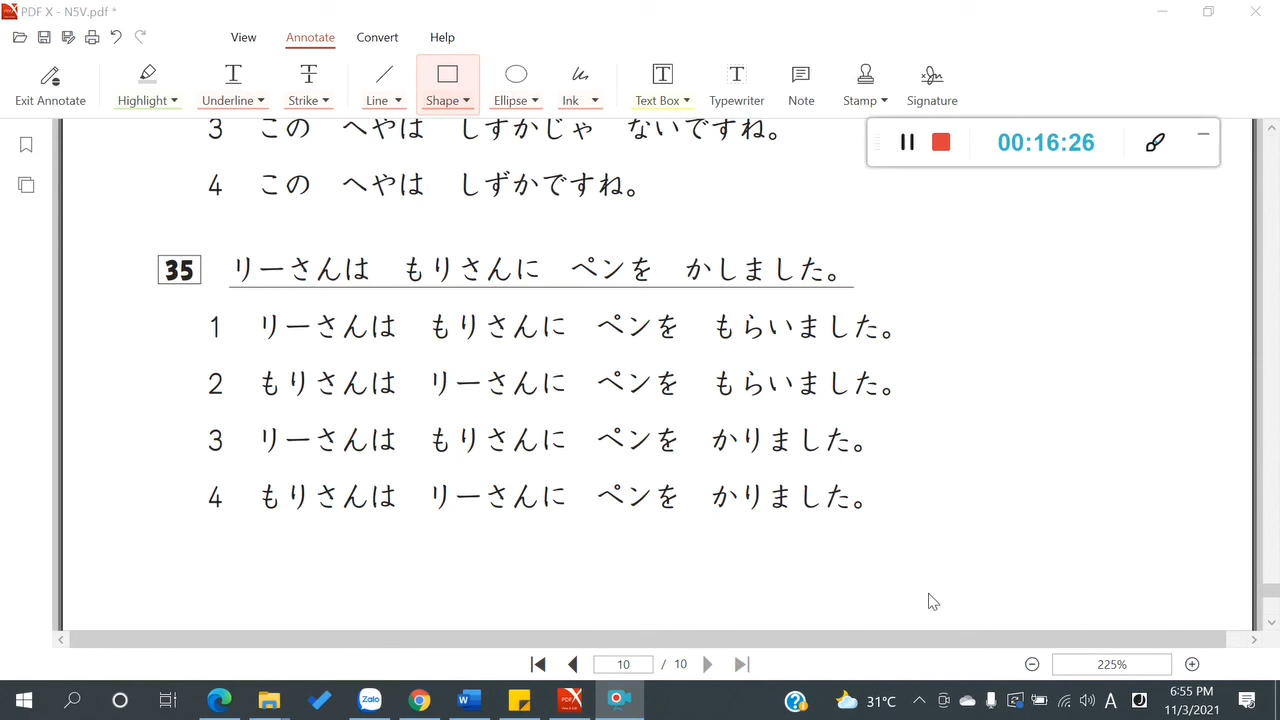 PDF X - N5V.pdf *
View Annotate Convert Help
Exit Annotate Highlight Underline Strike Line Shape Ellipse Ink Text Box Typewriter Note Stamp Signature
00:16:26
3 この へやは しずかじゃ ないですね。
4 この へやは しずかですね。
35 リーさんは もりさんに ペンを かしました。
1 リーさんは もりさんに ペンを もらいました。
2 もりさんは リーさんに ペンを もらいました。
3 リーさんは もりさんに ペンを かりました。
4 もりさんは リーさんに ペンを かりました。
10 / 10 225%
Zalo 31°C A 6:55 PM
11/3/2021